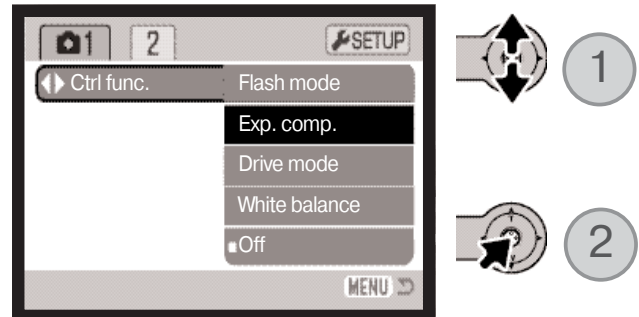 1 2 SETUP
Ctrl func. Flash mode
Exp. comp.
Drive mode
White balance
Off
MENU
1
2